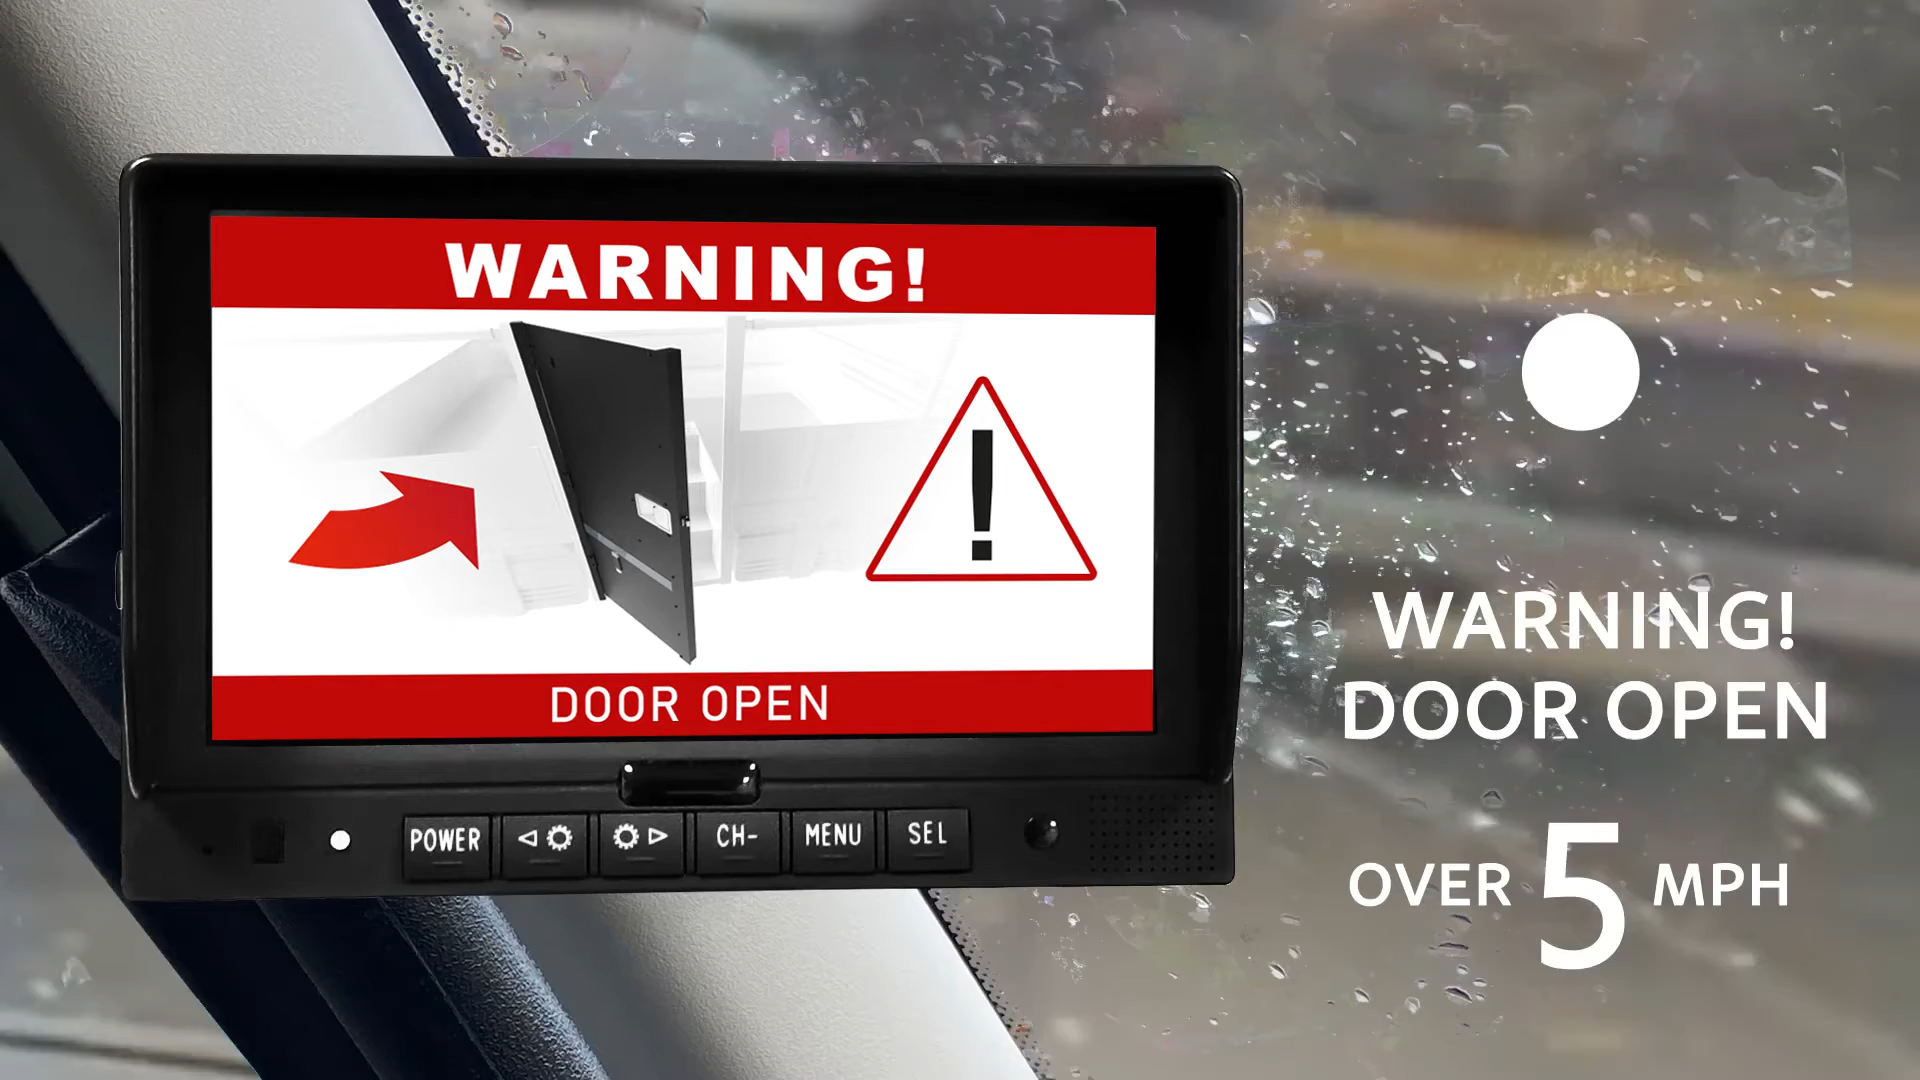 WARNING!
DOOR OPEN
POWER
CH-
MENU
SEL
WARNING!
DOOR OPEN
OVER 5 MPH